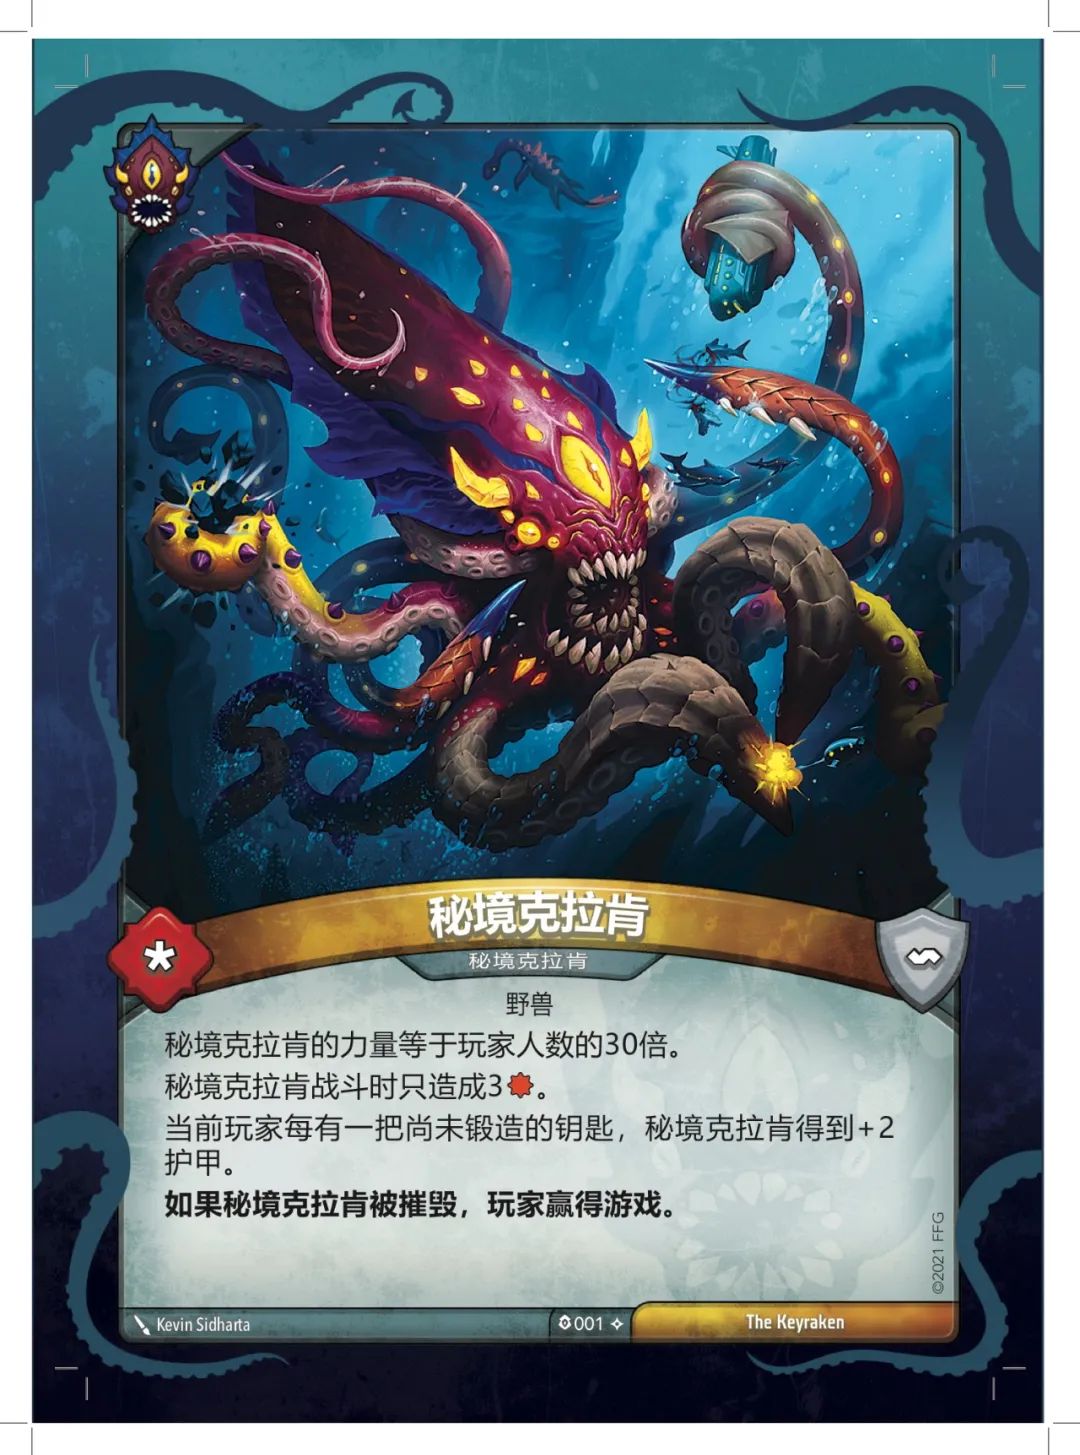 秘境克拉肯
秘境克拉肯
野兽
秘境克拉肯的力量等于玩家人数的30倍。
秘境克拉肯战斗时只造成3。
当前玩家每有一把尚未锻造的钥匙，秘境克拉肯得到+2
护甲。
如果秘境克拉肯被摧毁，玩家赢得游戏。
©2021 FFG
Kevin Sidharta
001
The Keyraken